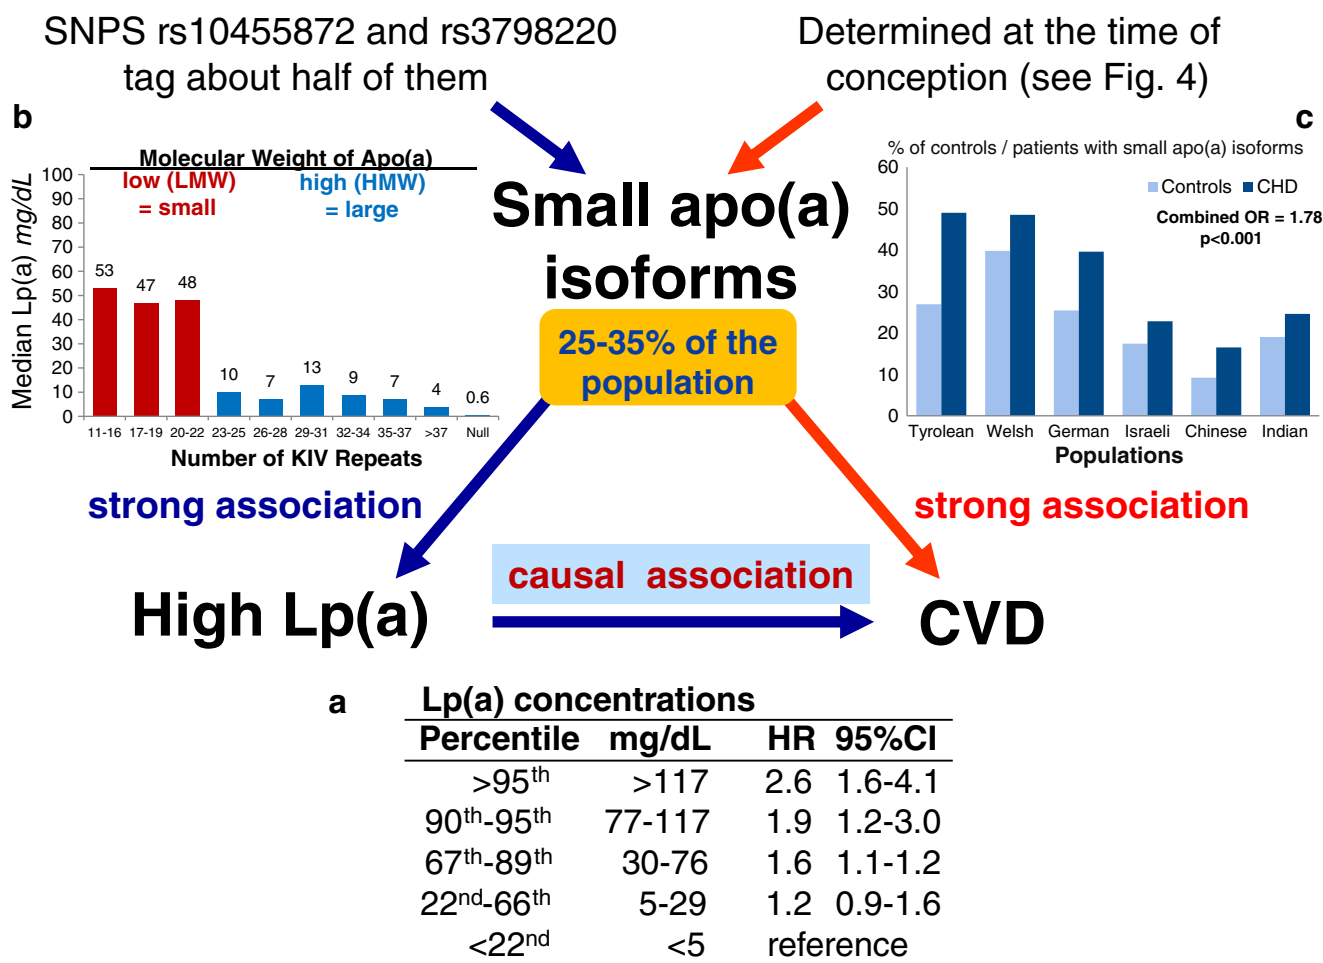 SNPS rs10455872 and rs3798220
tag about half of them
Determined at the time of
conception (see Fig. 4)
b
Molecular Weight of Apo(a)
low (LMW)
= small
high (HMW)
= large
Median Lp(a) mg/dL
100
90
80
70
60
50
40
30
20
10
0
53
47
48
10
7
13
9
7
4
0.6
11-16 17-19 20-22 23-25 26-28 29-31 32-34 35-37 >37 Null
Number of KIV Repeats
strong association
Small apo(a)
isoforms
25-35% of the
population
c
% of controls / patients with small apo(a) isoforms
60
50
40
30
20
10
0
Controls CHD
Combined OR = 1.78
p<0.001
Tyrolean Welsh German Israeli Chinese Indian
Populations
strong association
causal association
High Lp(a)
CVD
a
Lp(a) concentrations
Percentile mg/dL HR 95%CI
>95th >117 2.6 1.6-4.1
90th-95th 77-117 1.9 1.2-3.0
67th-89th 30-76 1.6 1.1-1.2
22nd-66th 5-29 1.2 0.9-1.6
<22nd <5 reference